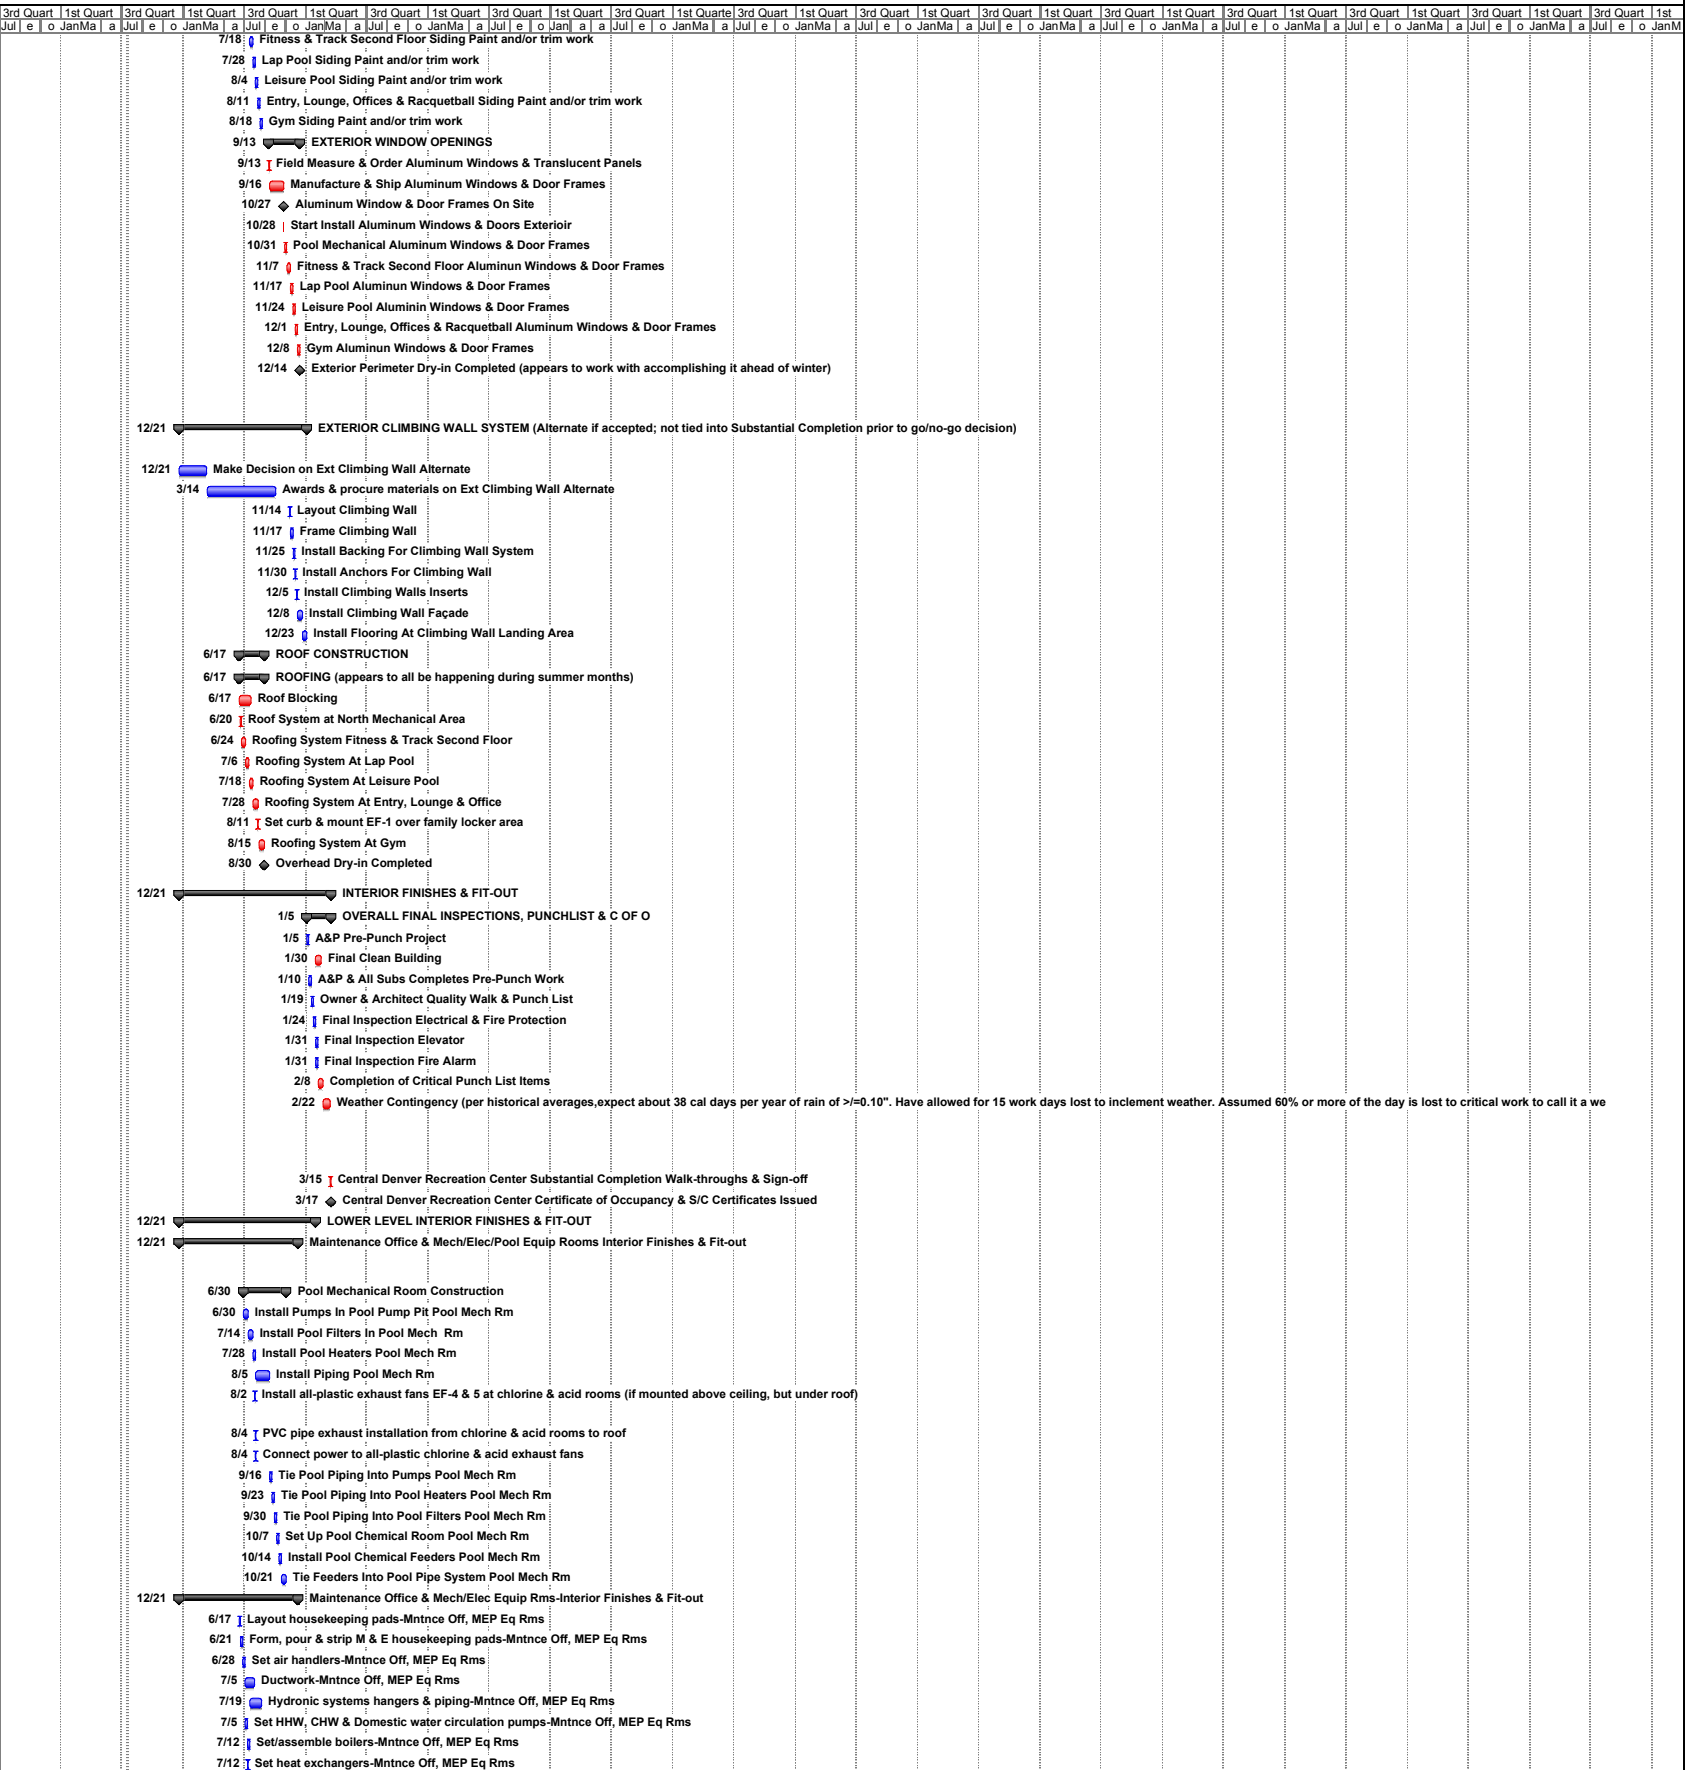 3rd Quart 1st Quart 3rd Quart 1st Quart 3rd Quart 1st Quart 3rd Quart 1st Quart 3rd Quart 1st Quart 3rd Quart 1st Quarte 3rd Quart 1st Quart 3rd Quart 1st Quart 3rd Quart 1st Quart 3rd Quart 1st Quart 3rd Quart 1st Quart 3rd Quart 1st Quart 3rd Quart 1st Quart 3rd Quart 1st
Jul e o JanMa a Jul e o JanMa a Jul e o JanMa a Jul e o JanMa a Jul e o Jan a a Jul e o JanMa a Jul e o JanMa a Jul e o JanMa a Jul e o JanMa a Jul e o JanMa a Jul e o JanMa a Jul e o JanMa a Jul e o JanMa a Jul e o JanM
7/18 Fitness & Track Second Floor Siding Paint and/or trim work
7/28 Lap Pool Siding Paint and/or trim work
8/4 Leisure Pool Siding Paint and/or trim work
8/11 Entry, Lounge, Offices & Racquetball Siding Paint and/or trim work
8/18 Gym Siding Paint and/or trim work
9/13 EXTERIOR WINDOW OPENINGS
9/13 Field Measure & Order Aluminum Windows & Translucent Panels
9/16 Manufacture & Ship Aluminum Windows & Door Frames
10/27 Aluminum Window & Door Frames On Site
10/28 Start Install Aluminum Windows & Doors Exterioir
10/31 Pool Mechanical Aluminum Windows & Door Frames
11/7 Fitness & Track Second Floor Aluminun Windows & Door Frames
11/17 Lap Pool Aluminun Windows & Door Frames
11/24 Leisure Pool Aluminin Windows & Door Frames
12/1 Entry, Lounge, Offices & Racquetball Aluminum Windows & Door Frames
12/8 Gym Aluminun Windows & Door Frames
12/14 Exterior Perimeter Dry-in Completed (appears to work with accomplishing it ahead of winter)
12/21 EXTERIOR CLIMBING WALL SYSTEM (Alternate if accepted; not tied into Substantial Completion prior to go/no-go decision)
12/21 Make Decision on Ext Climbing Wall Alternate
3/14 Awards & procure materials on Ext Climbing Wall Alternate
11/14 Layout Climbing Wall
11/17 Frame Climbing Wall
11/25 Install Backing For Climbing Wall System
11/30 Install Anchors For Climbing Wall
12/5 Install Climbing Walls Inserts
12/8 Install Climbing Wall Façade
12/23 Install Flooring At Climbing Wall Landing Area
6/17 ROOF CONSTRUCTION
6/17 ROOFING (appears to all be happening during summer months)
6/17 Roof Blocking
6/20 Roof System at North Mechanical Area
6/24 Roofing System Fitness & Track Second Floor
7/6 Roofing System At Lap Pool
7/18 Roofing System At Leisure Pool
7/28 Roofing System At Entry, Lounge & Office
8/11 Set curb & mount EF-1 over family locker area
8/15 Roofing System At Gym
8/30 Overhead Dry-in Completed
12/21 INTERIOR FINISHES & FIT-OUT
1/5 OVERALL FINAL INSPECTIONS, PUNCHLIST & C OF O
1/5 A&P Pre-Punch Project
1/30 Final Clean Building
1/10 A&P & All Subs Completes Pre-Punch Work
1/19 Owner & Architect Quality Walk & Punch List
1/24 Final Inspection Electrical & Fire Protection
1/31 Final Inspection Elevator
1/31 Final Inspection Fire Alarm
2/8 Completion of Critical Punch List Items
2/22 Weather Contingency (per historical averages,expect about 38 cal days per year of rain of >/=0.10". Have allowed for 15 work days lost to inclement weather. Assumed 60% or more of the day is lost to critical work to call it a we
3/15 Central Denver Recreation Center Substantial Completion Walk-throughs & Sign-off
3/17 Central Denver Recreation Center Certificate of Occupancy & S/C Certificates Issued
12/21 LOWER LEVEL INTERIOR FINISHES & FIT-OUT
12/21 Maintenance Office & Mech/Elec/Pool Equip Rooms Interior Finishes & Fit-out
6/30 Pool Mechanical Room Construction
6/30 Install Pumps In Pool Pump Pit Pool Mech Rm
7/14 Install Pool Filters In Pool Mech  Rm
7/28 Install Pool Heaters Pool Mech Rm
8/5 Install Piping Pool Mech Rm
8/2 Install all-plastic exhaust fans EF-4 & 5 at chlorine & acid rooms (if mounted above ceiling, but under roof)
8/4 PVC pipe exhaust installation from chlorine & acid rooms to roof
8/4 Connect power to all-plastic chlorine & acid exhaust fans
9/16 Tie Pool Piping Into Pumps Pool Mech Rm
9/23 Tie Pool Piping Into Pool Heaters Pool Mech Rm
9/30 Tie Pool Piping Into Pool Filters Pool Mech Rm
10/7 Set Up Pool Chemical Room Pool Mech Rm
10/14 Install Pool Chemical Feeders Pool Mech Rm
10/21 Tie Feeders Into Pool Pipe System Pool Mech Rm
12/21 Maintenance Office & Mech/Elec Equip Rms-Interior Finishes & Fit-out
6/17 Layout housekeeping pads-Mntnce Off, MEP Eq Rms
6/21 Form, pour & strip M & E housekeeping pads-Mntnce Off, MEP Eq Rms
6/28 Set air handlers-Mntnce Off, MEP Eq Rms
7/5 Ductwork-Mntnce Off, MEP Eq Rms
7/19 Hydronic systems hangers & piping-Mntnce Off, MEP Eq Rms
7/5 Set HHW, CHW & Domestic water circulation pumps-Mntnce Off, MEP Eq Rms
7/12 Set/assemble boilers-Mntnce Off, MEP Eq Rms
7/12 Set heat exchangers-Mntnce Off, MEP Eq Rms